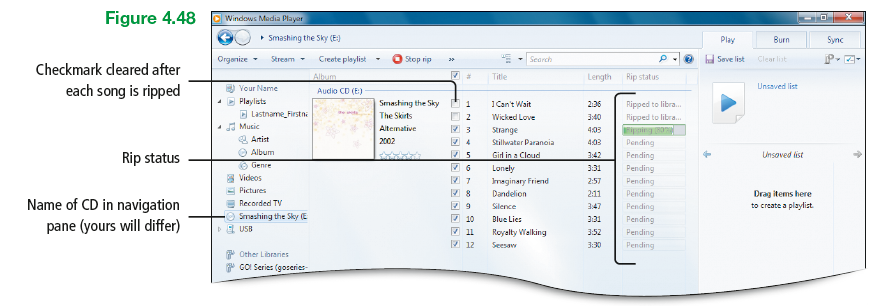 Figure 4.48
Windows Media Player
Smashing the Sky (E:)
Play Burn Sync
Organize Stream Create playlist Stop rip » Search Save list Clear list
Album # Title Length Rip status
Checkmark cleared after
each song is ripped
Rip status
Name of CD in navigation
pane (yours will differ)
Your Name
Playlists
Lastname_Firstna
Music
Artist
Album
Genre
Videos
Pictures
Recorded TV
Smashing the Sky (E
USB
Other Libraries
GO! Series (goseries-
Audio CD (E:)
Smashing the Sky
The Skirts
Alternative
2002
1 I Can't Wait 2:36 Ripped to libra...
2 Wicked Love 3:40 Ripped to libra...
3 Strange 4:03 Ripping
4 Stillwater Paranoia 4:03 Pending
5 Girl in a Cloud 3:42 Pending
6 Lonely 3:31 Pending
7 Imaginary Friend 2:57 Pending
8 Dandelion 2:11 Pending
9 Silence 3:47 Pending
10 Blue Lies 3:31 Pending
11 Royalty Walking 3:52 Pending
12 Seesaw 3:30 Pending
Unsaved list
Unsaved list
Drag items here
to create a playlist.